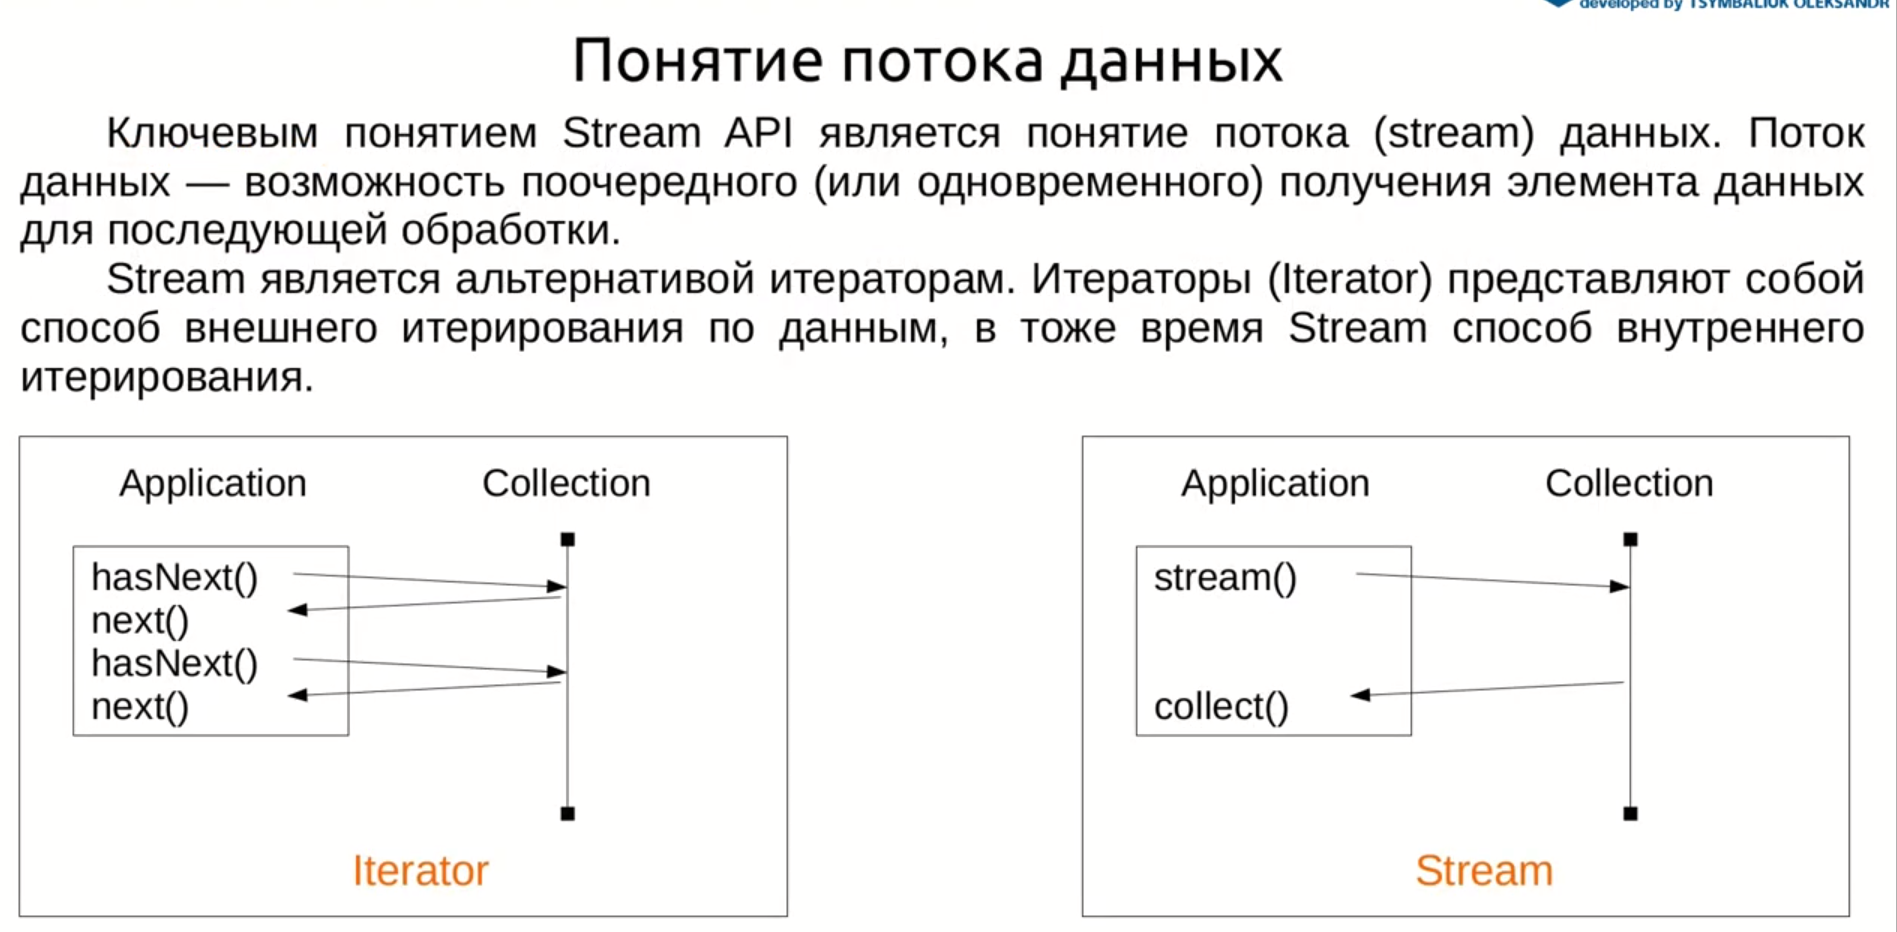 developed by TSYMBALIUK OLEKSANDR
Понятие потока данных
Ключевым понятием Stream API является понятие потока (stream) данных. Поток
данных — возможность поочередного (или одновременного) получения элемента данных
для последующей обработки.
Stream является альтернативой итераторам. Итераторы (Iterator) представляют собой
способ внешнего итерирования по данным, в тоже время Stream способ внутреннего
итерирования.
Application
Collection
hasNext()
next()
hasNext()
next()
Iterator
Application
Collection
stream()
collect()
Stream